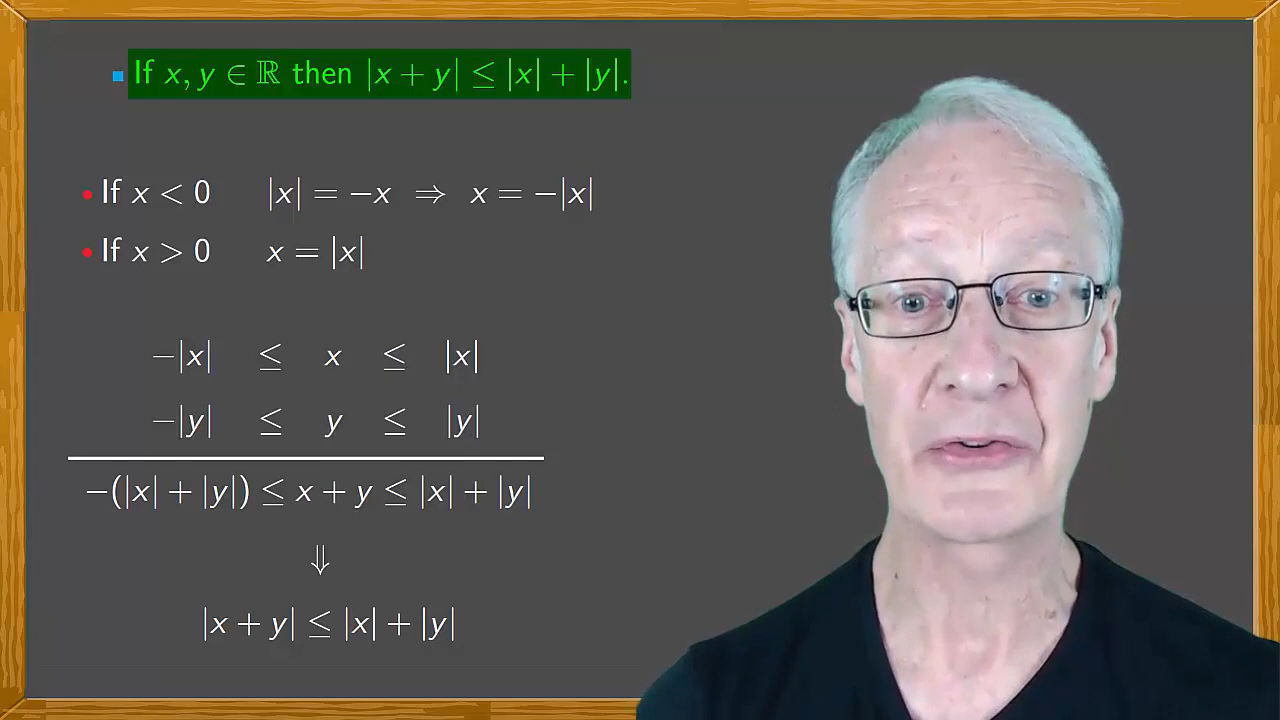 If x, y ∈ ℝ then |x + y| ≤ |x| + |y|.
If x < 0 |x| = −x ⇒ x = −|x|
If x > 0 x = |x|
−|x| ≤ x ≤ |x|
−|y| ≤ y ≤ |y|
−(|x| + |y|) ≤ x + y ≤ |x| + |y|
⇓
|x + y| ≤ |x| + |y|